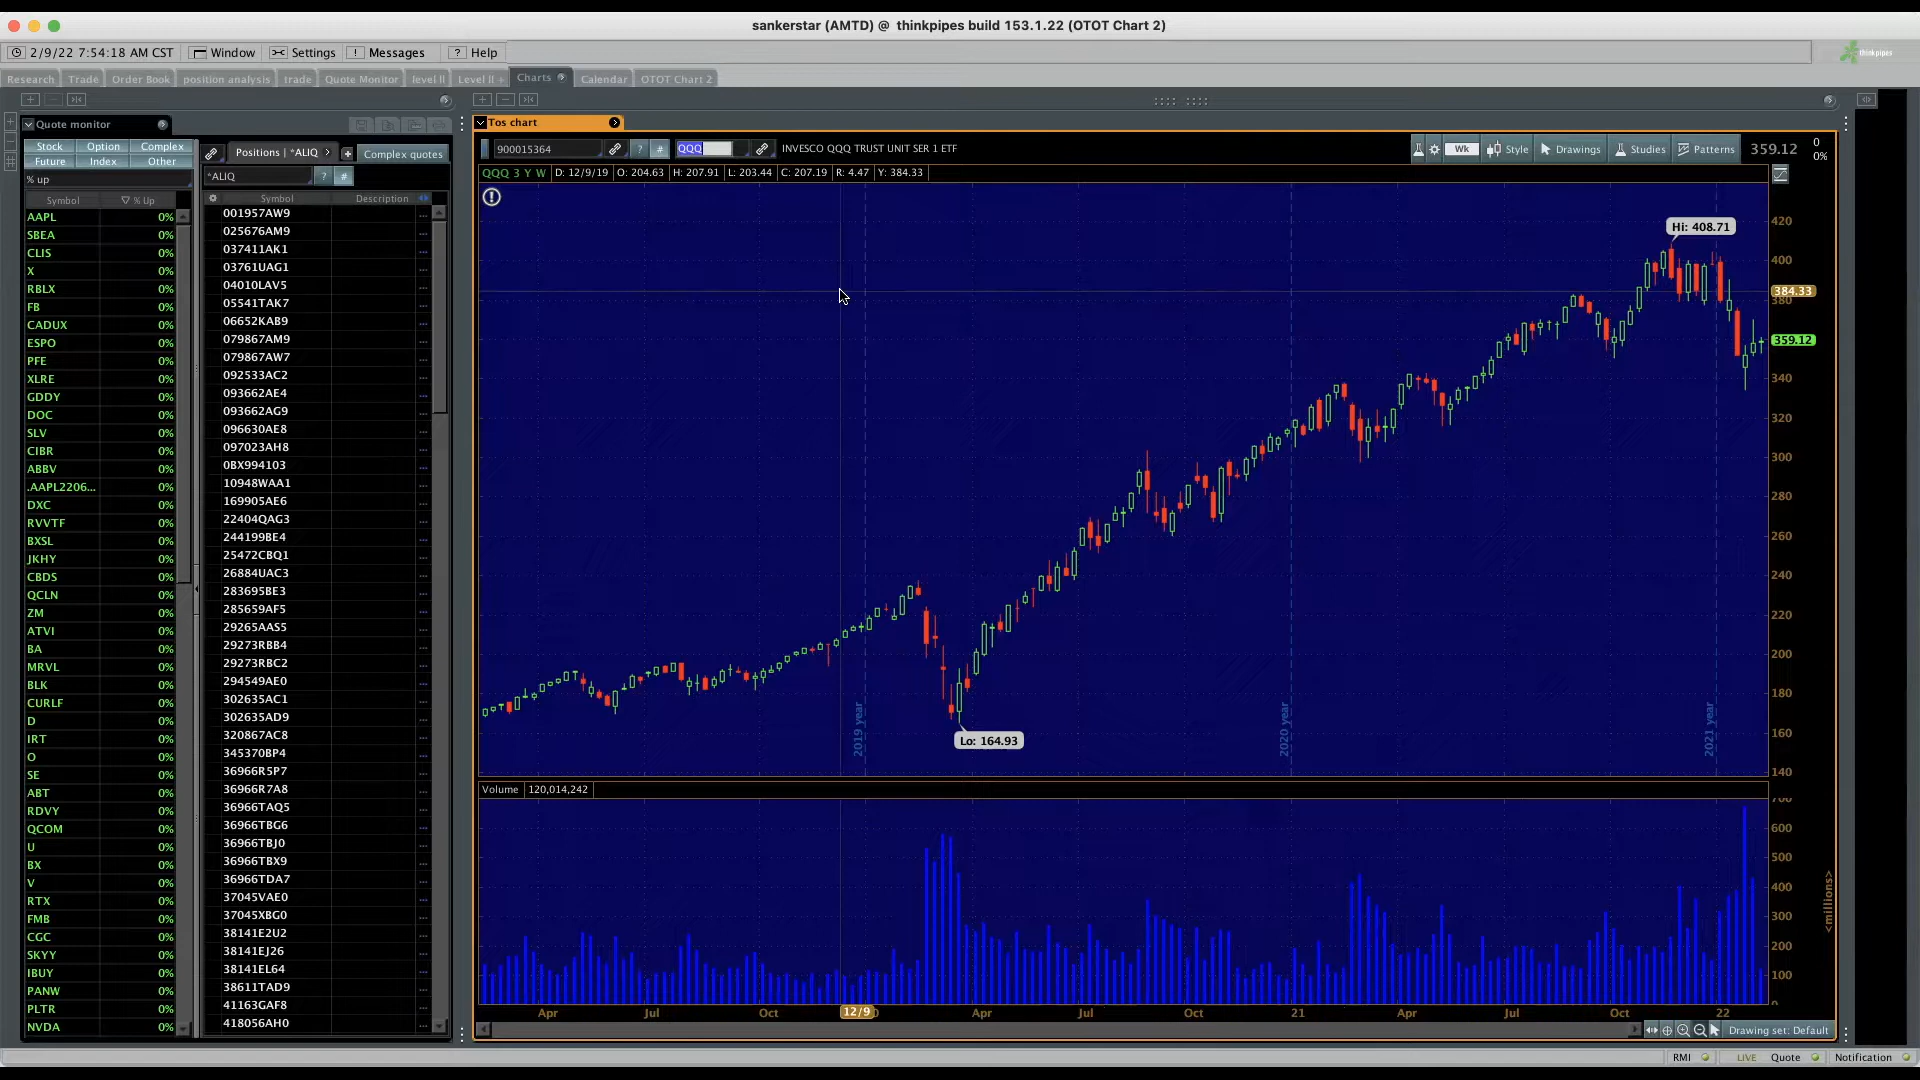 sankerstar (AMTD) @ thinkpipes build 153.1.22 (OTOT Chart 2)
2/9/22 7:54:18 AM CST Window Settings ! Messages ? Help thinkpipes
Research Trade Order Book position analysis trade Quote Monitor level II Level II + Charts Calendar OTOT Chart 2
Quote monitor
Stock Option Complex
Future Index Other
% up
Symbol % Up
AAPL 0%
SBEA 0%
CLIS 0%
X 0%
RBLX 0%
FB 0%
CADUX 0%
ESPO 0%
PFE 0%
XLRE 0%
GDDY 0%
DOC 0%
SLV 0%
CIBR 0%
ABBV 0%
.AAPL2206... 0%
DXC 0%
RVVTF 0%
BXSL 0%
JKHY 0%
CBDS 0%
QCLN 0%
ZM 0%
ATVI 0%
BA 0%
MRVL 0%
BLK 0%
CURLF 0%
D 0%
IRT 0%
O 0%
SE 0%
ABT 0%
RDVY 0%
QCOM 0%
U 0%
BX 0%
V 0%
RTX 0%
FMB 0%
CGC 0%
SKYY 0%
IBUY 0%
PANW 0%
PLTR 0%
NVDA 0%
Positions | *ALIQ Complex quotes
*ALIQ ? #
Symbol Description
001957AW9
025676AM9
037411AK1
03761UAG1
04010LAV5
05541TAK7
06652KAB9
079867AM9
079867AW7
092533AC2
093662AE4
093662AG9
096630AE8
097023AH8
0BX994103
10948WAA1
169905AE6
22404QAG3
244199BE4
25472CBQ1
26884UAC3
283695BE3
285659AF5
29265AAS5
29273RBB4
29273RBC2
294549AE0
302635AC1
302635AD9
320867AC8
345370BP4
36966R5P7
36966R7A8
36966TAQ5
36966TBG6
36966TBJ0
36966TBX9
36966TDA7
37045VAE0
37045XBG0
38141E2U2
38141EJ26
38141EL64
38611TAD9
41163GAF8
418056AH0
Tos chart
900015364 ? # QQQ INVESCO QQQ TRUST UNIT SER 1 ETF Wk Style Drawings Studies Patterns 359.12 0
0%
QQQ 3 Y W D: 12/9/19 O: 204.63 H: 207.91 L: 203.44 C: 207.19 R: 4.47 Y: 384.33
Hi: 408.71
Lo: 164.93
2019 year
2020 year
2021 year
420
400
384.33
380
359.12
340
320
300
280
260
240
220
200
180
160
140
Volume 120,014,242
700
600
500
400
300
200
100
0
<millions>
Apr Jul Oct 12/9 Apr Jul Oct 21 Apr Jul Oct 22
Drawing set: Default
RMI LIVE Quote Notification